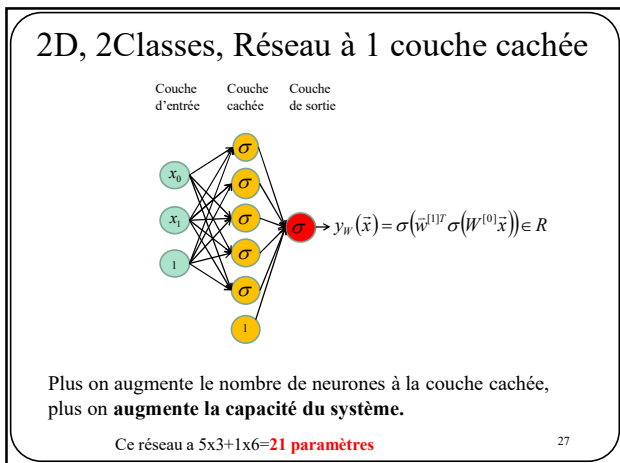 2D, 2Classes, Réseau à 1 couche cachée
Couche d'entrée
Couche cachée
Couche de sortie
x₀
x₁
1
σ
σ
σ
σ
σ
1
σ
y_W(x⃗) = σ(w⃗^{[1]T} σ(W^{[0]} x⃗)) ∈ R
Plus on augmente le nombre de neurones à la couche cachée,
plus on augmente la capacité du système.
Ce réseau a 5x3+1x6=21 paramètres
27